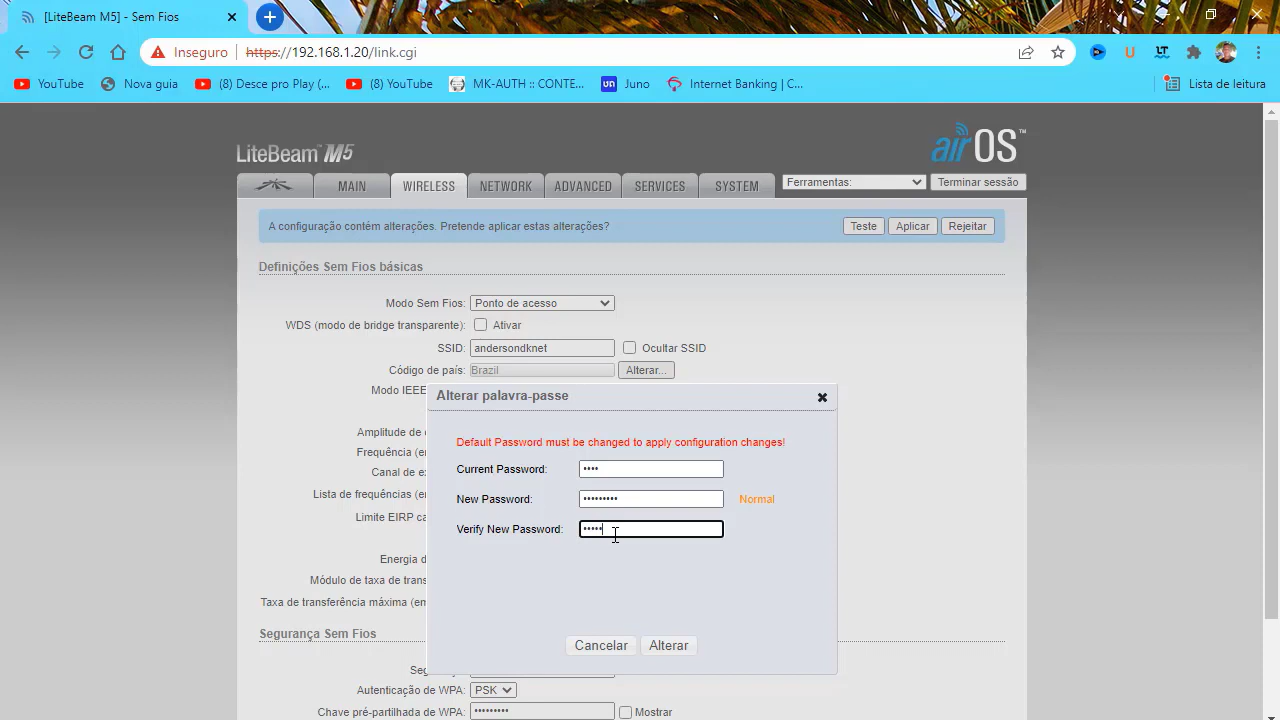 [LiteBeam M5] - Sem Fios
Inseguro https://192.168.1.20/link.cgi
YouTube Nova guia (8) Desce pro Play (... (8) YouTube MK-AUTH :: CONTE... Juno Internet Banking | C... Lista de leitura
LiteBeam M5 airOS™
MAIN WIRELESS NETWORK ADVANCED SERVICES SYSTEM Ferramentas: Terminar sessão
A configuração contém alterações. Pretende aplicar estas alterações? Teste Aplicar Rejeitar
Definições Sem Fios básicas
Modo Sem Fios: Ponto de acesso
WDS (modo de bridge transparente): Ativar
SSID: andersondknet Ocultar SSID
Código de país: Brazil Alterar...
Modo IEEE
Alterar palavra-passe
Default Password must be changed to apply configuration changes!
Current Password: ••••
New Password: ••••••••• Normal
Verify New Password: •••••
Cancelar Alterar
Amplitude de
Frequência (e
Canal de e
Lista de frequências (e
Limite EIRP ca
Energia d
Módulo de taxa de trans
Taxa de transferência máxima (em
Segurança Sem Fios
Seg
Autenticação de WPA: PSK
Chave pré-partilhada de WPA: ••••••••• Mostrar